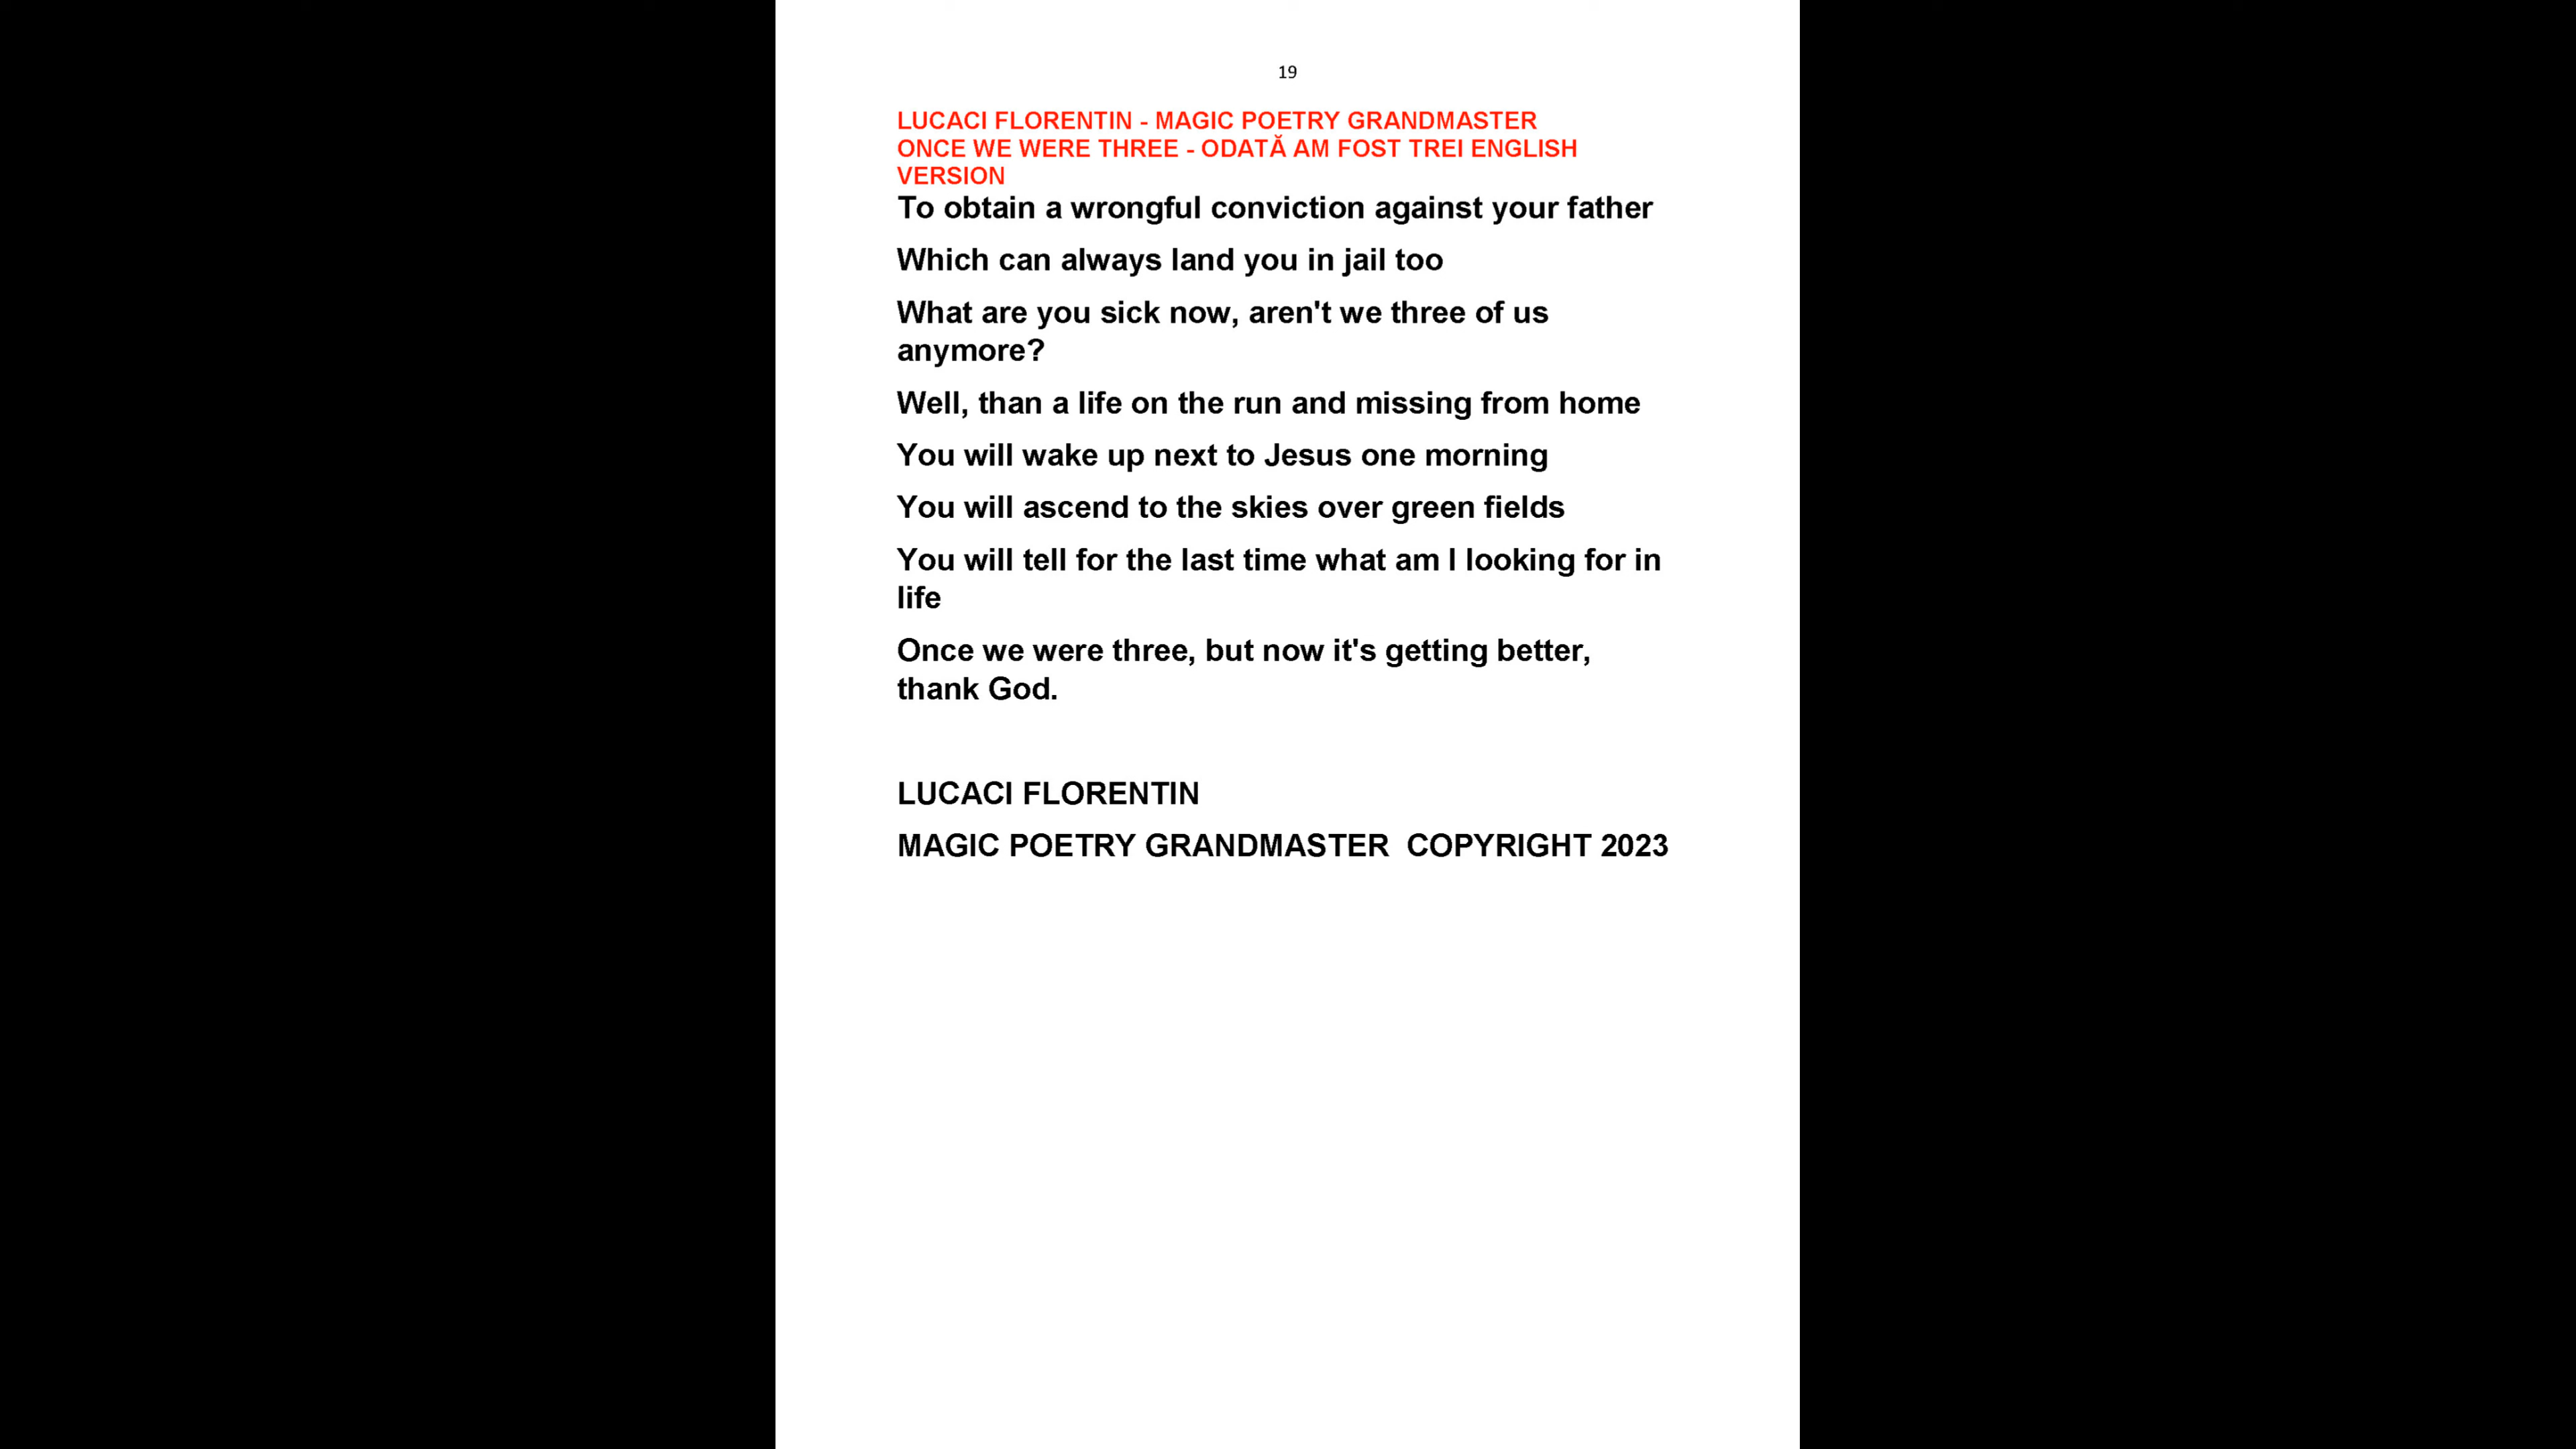 19
LUCACI FLORENTIN - MAGIC POETRY GRANDMASTER
ONCE WE WERE THREE - ODATĂ AM FOST TREI ENGLISH
VERSION
To obtain a wrongful conviction against your father
Which can always land you in jail too
What are you sick now, aren't we three of us
anymore?
Well, than a life on the run and missing from home
You will wake up next to Jesus one morning
You will ascend to the skies over green fields
You will tell for the last time what am I looking for in
life
Once we were three, but now it's getting better,
thank God.
LUCACI FLORENTIN
MAGIC POETRY GRANDMASTER  COPYRIGHT 2023